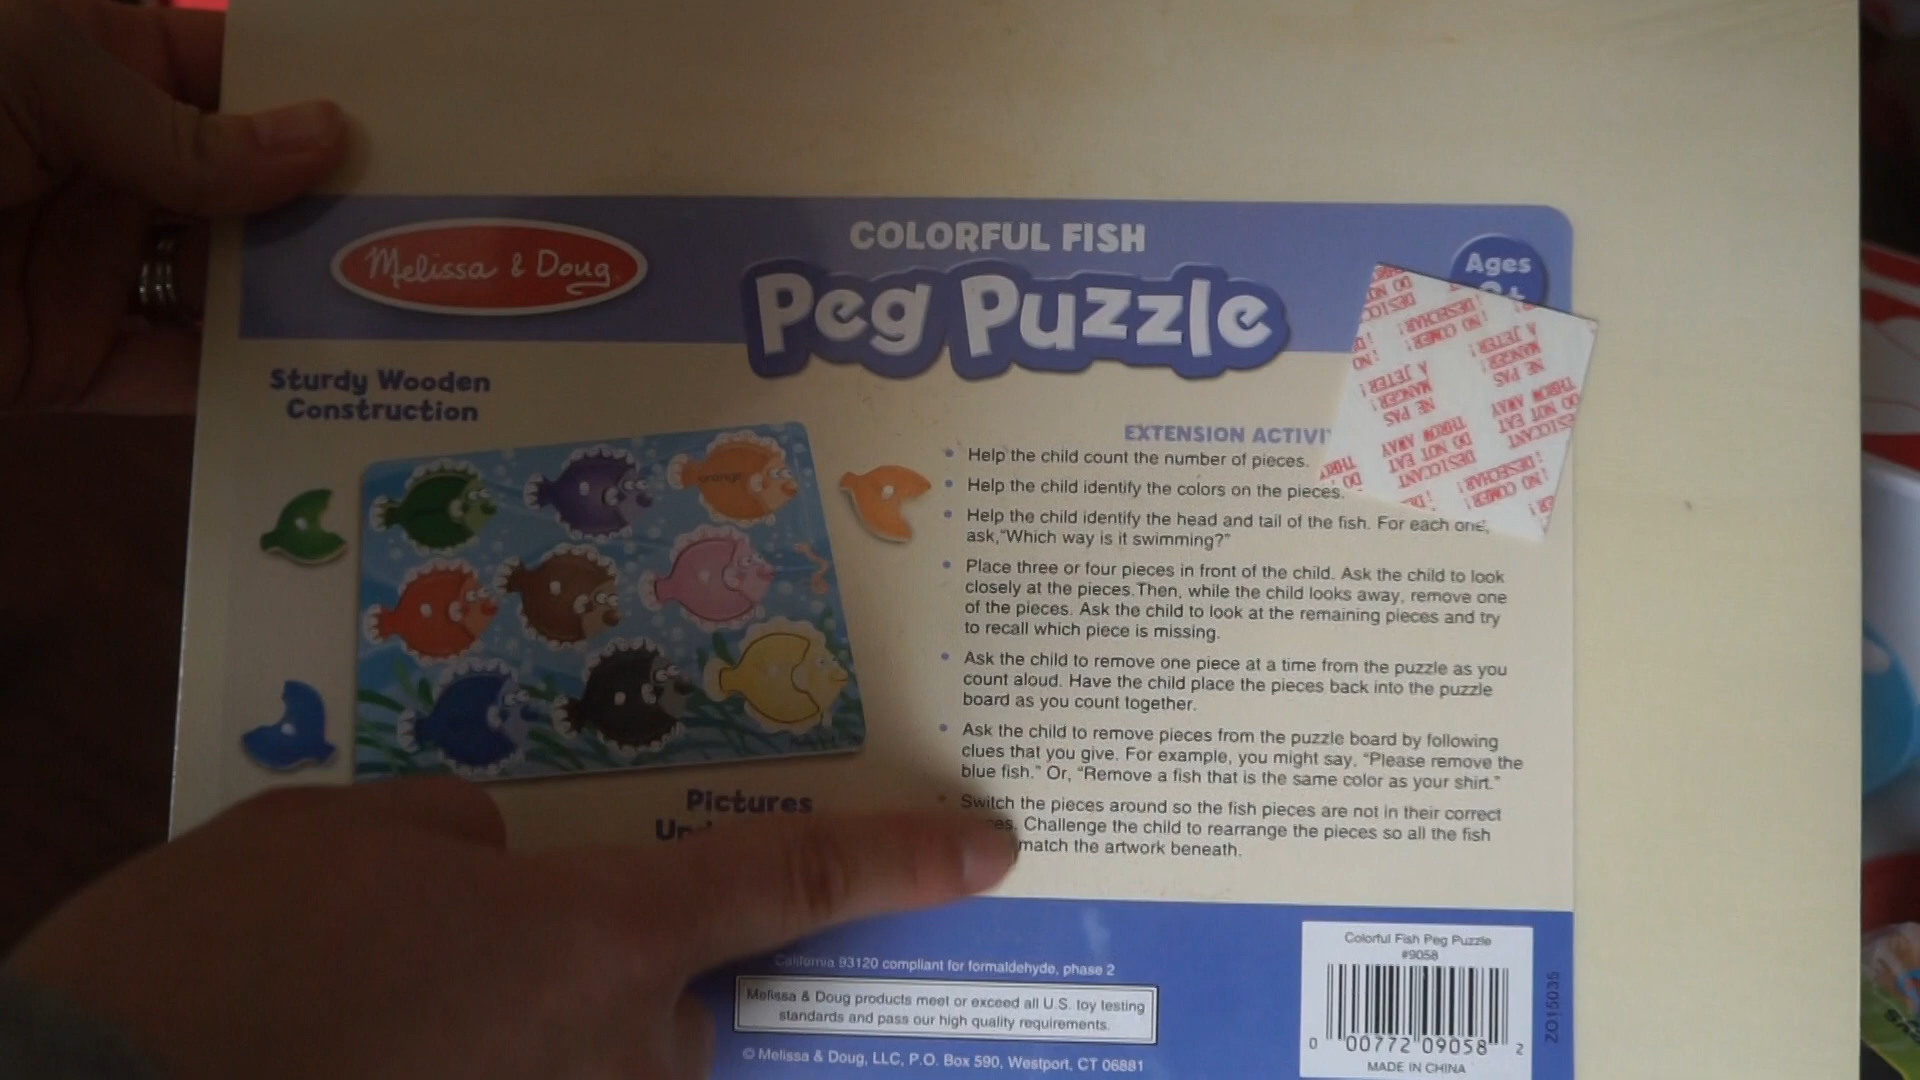 Melissa & Doug
COLORFUL FISH
Peg Puzzle
Ages
Sturdy Wooden
Construction
orange
Pictures
EXTENSION ACTIVI
• Help the child count the number of pieces.
• Help the child identify the colors on the pieces.
• Help the child identify the head and tail of the fish. For each one,
ask, "Which way is it swimming?"
• Place three or four pieces in front of the child. Ask the child to look
closely at the pieces. Then, while the child looks away, remove one
of the pieces. Ask the child to look at the remaining pieces and try
to recall which piece is missing.
• Ask the child to remove one piece at a time from the puzzle as you
count aloud. Have the child place the pieces back into the puzzle
board as you count together.
• Ask the child to remove pieces from the puzzle board by following
clues that you give. For example, you might say, "Please remove the
blue fish." Or, "Remove a fish that is the same color as your shirt."
• Switch the pieces around so the fish pieces are not in their correct
es. Challenge the child to rearrange the pieces so all the fish
match the artwork beneath.
DESICCANT
DO NOT EAT
THROW AWAY
NE PAS
MANGER!
A JETER!
¡NO COMER!
¡DESECHAR!
California 93120 compliant for formaldehyde, phase 2
Melissa & Doug products meet or exceed all U.S. toy testing
standards and pass our high quality requirements.
© Melissa & Doug, LLC, P.O. Box 590, Westport, CT 06881
Colorful Fish Peg Puzzle
#9058
0 00772 09058 2
MADE IN CHINA
ZO15035